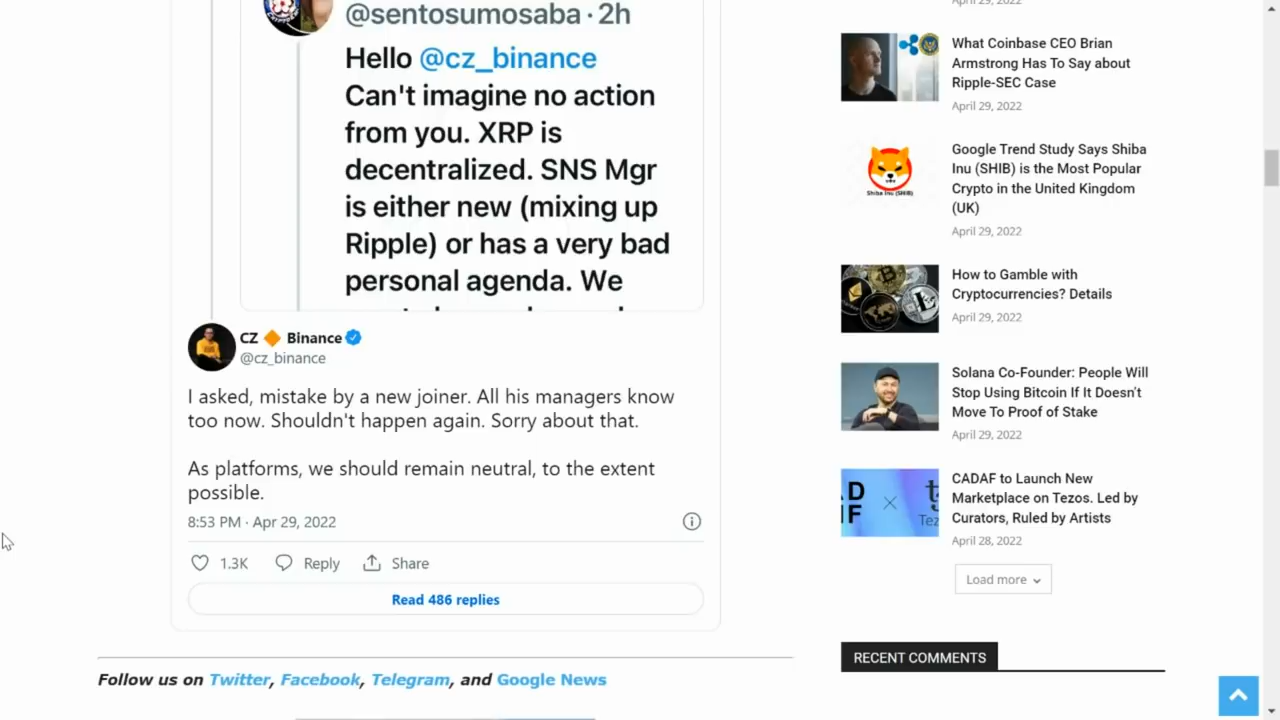 @sentosumosaba · 2h
Hello @cz_binance
Can't imagine no action
from you. XRP is
decentralized. SNS Mgr
is either new (mixing up
Ripple) or has a very bad
personal agenda. We
CZ 🔶 Binance
@cz_binance
I asked, mistake by a new joiner. All his managers know
too now. Shouldn't happen again. Sorry about that.
As platforms, we should remain neutral, to the extent
possible.
8:53 PM · Apr 29, 2022
1.3K Reply Share
Read 486 replies
Follow us on Twitter, Facebook, Telegram, and Google News
April 29, 2022
What Coinbase CEO Brian
Armstrong Has To Say about
Ripple-SEC Case
April 29, 2022
Shiba Inu (SHIB)
Google Trend Study Says Shiba
Inu (SHIB) is the Most Popular
Crypto in the United Kingdom
(UK)
April 29, 2022
How to Gamble with
Cryptocurrencies? Details
April 29, 2022
Solana Co-Founder: People Will
Stop Using Bitcoin If It Doesn't
Move To Proof of Stake
April 29, 2022
CADAF to Launch New
Marketplace on Tezos. Led by
Curators, Ruled by Artists
April 28, 2022
Load more
RECENT COMMENTS